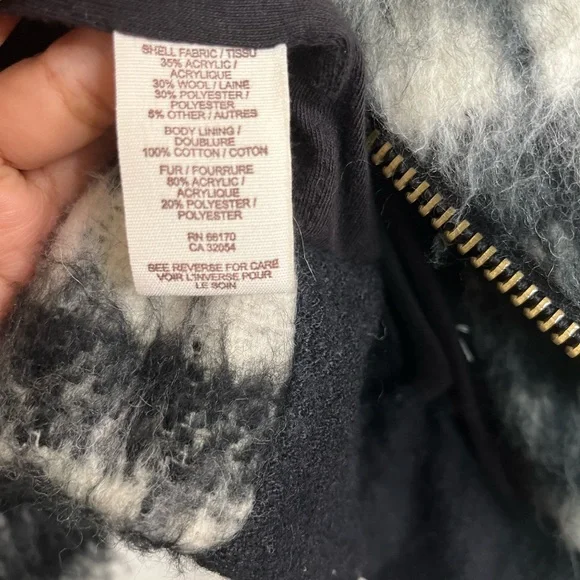 SHELL FABRIC / TISSU
35% ACRYLIC /
ACRYLIQUE
30% WOOL / LAINE
30% POLYESTER /
POLYESTER
5% OTHER / AUTRES
BODY LINING /
DOUBLURE
100% COTTON / COTON
FUR / FOURRURE
80% ACRYLIC /
ACRYLIQUE
20% POLYESTER /
POLYESTER
RN 66170
CA 32054
SEE REVERSE FOR CARE
VOIR L'INVERSE POUR
LE SOIN